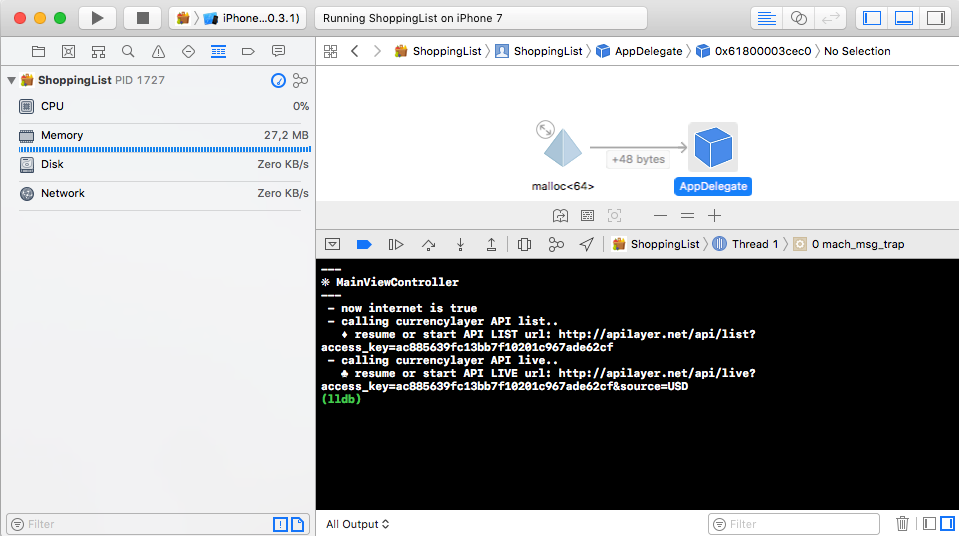 iPhone...0.3.1)
Running ShoppingList on iPhone 7
ShoppingList PID 1727
CPU 0%
Memory 27,2 MB
Disk Zero KB/s
Network Zero KB/s
Filter
ShoppingList ShoppingList AppDelegate 0x61800003cec0 No Selection
+48 bytes
malloc<64> AppDelegate
ShoppingList Thread 1 0 mach_msg_trap
---
❊ MainViewController
---
- now internet is true
- calling currencylayer API list..
♦ resume or start API LIST url: http://apilayer.net/api/list?
access_key=ac885639fc13bb7f10201c967ade62cf
- calling currencylayer API live..
♣ resume or start API LIVE url: http://apilayer.net/api/live?
access_key=ac885639fc13bb7f10201c967ade62cf&source=USD
(lldb)
All Output Filter